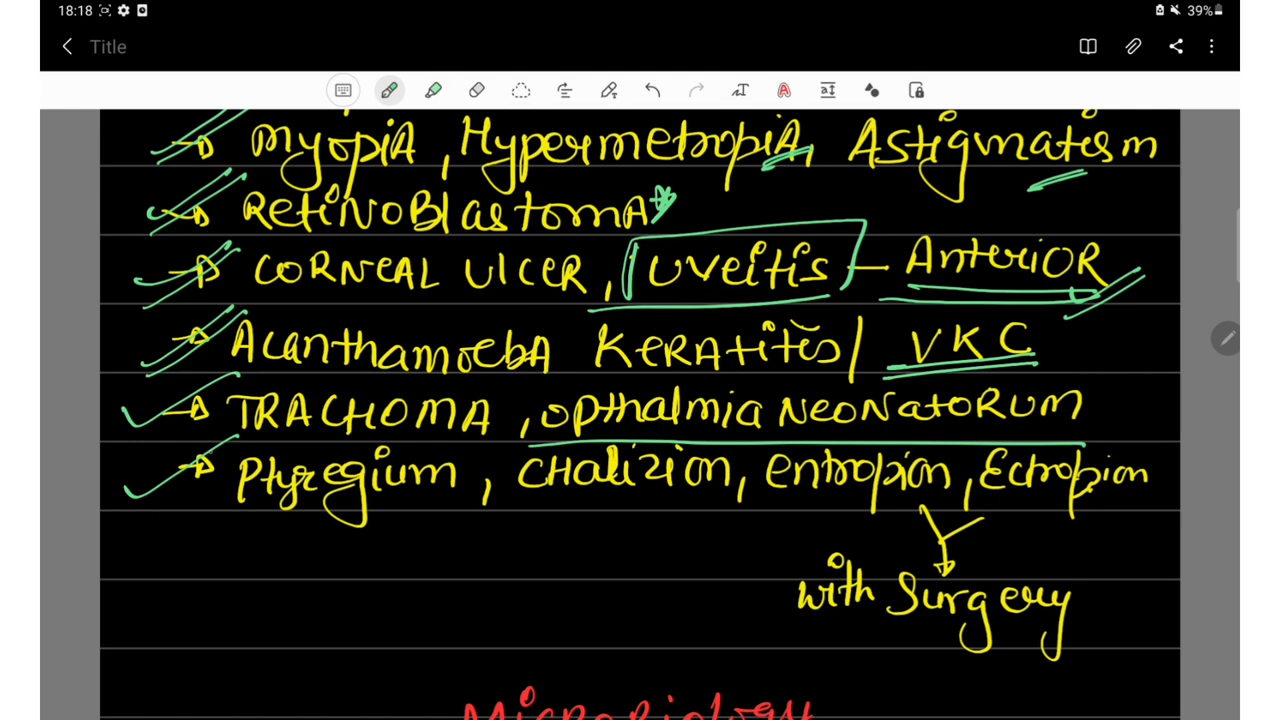 18:18 39%
Title
Myopia, Hypermetropia, Astigmatism
Retinoblastoma*
Corneal Ulcer, Uveitis - Anterior
Acanthamoeba Keratitis / VKC
Trachoma, opthalmia Neonatorum
Ptyregium, Chalizion, Entropion, Ectropion
with Surgery
Microbiology